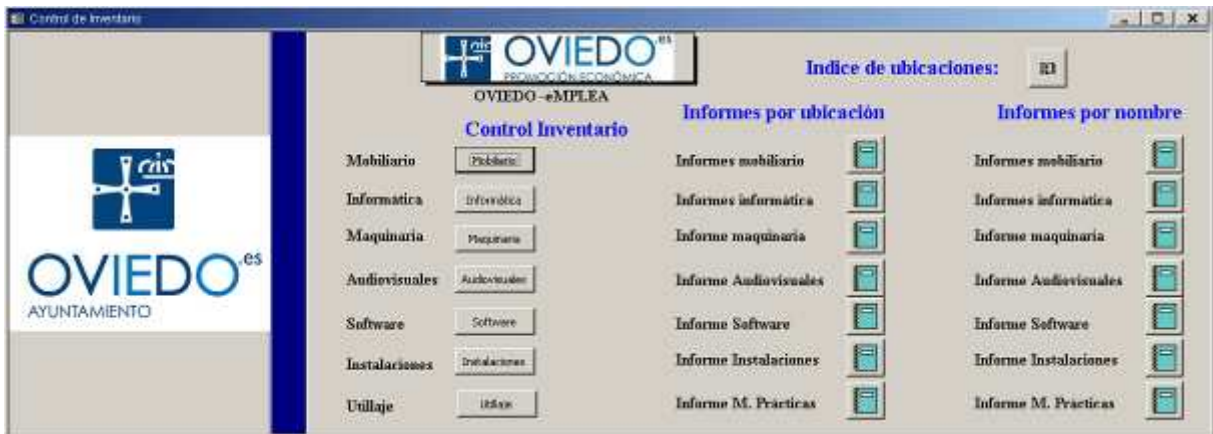 Control de Inventario
OVIEDO.es
PROMOCIÓN ECONÓMICA
OVIEDO-eMPLEA
Indice de ubicaciones:
Control Inventario
Informes por ubicación
Informes por nombre
Mobiliario Mobiliario Informes mobiliario Informes mobiliario
Informática Informática Informes informática Informes informática
Maquinaria Maquinaria Informe maquinaria Informe maquinaria
Audiovisuales Audiovisuales Informe Audiovisuales Informe Audiovisuales
Software Software Informe Software Informe Software
Instalaciones Instalaciones Informe Instalaciones Informe Instalaciones
Utillaje Utillaje Informe M. Prácticas Informe M. Prácticas
OVIEDO.es
AYUNTAMIENTO